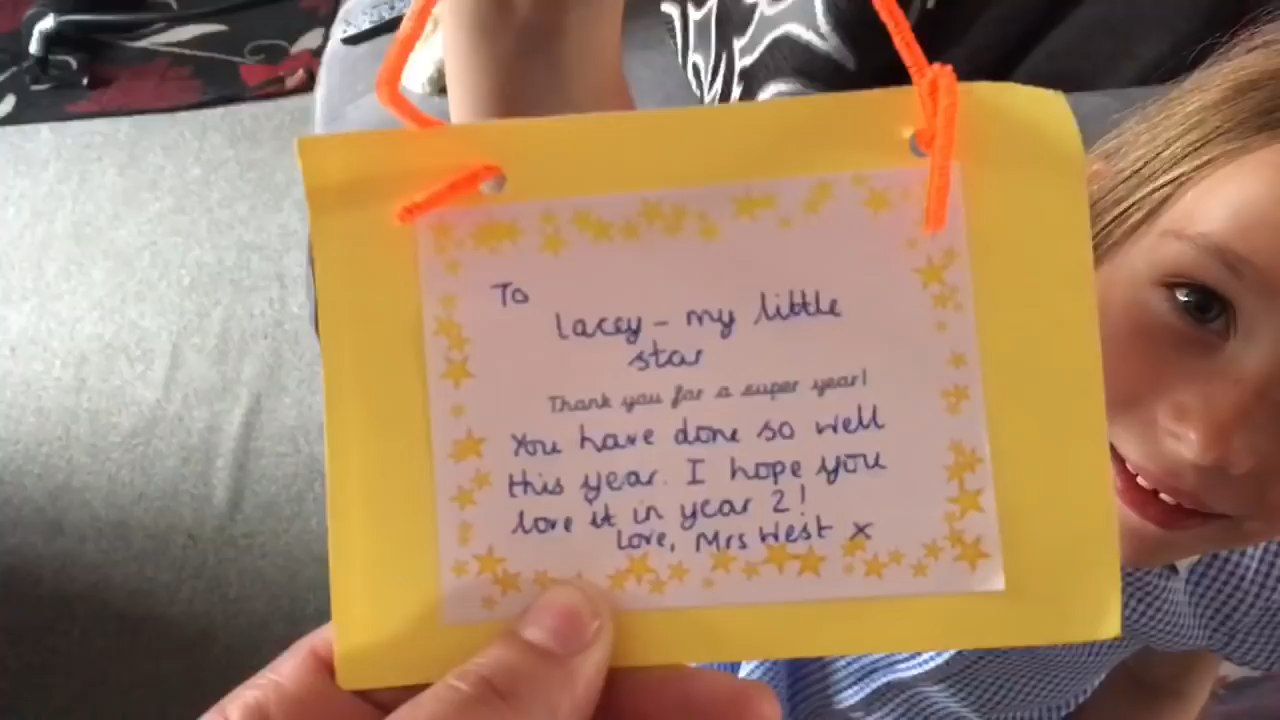 To
Lacey - my little
star
Thank you for a super year!
You have done so well
this year. I hope you
love it in year 2!
Love, Mrs West x